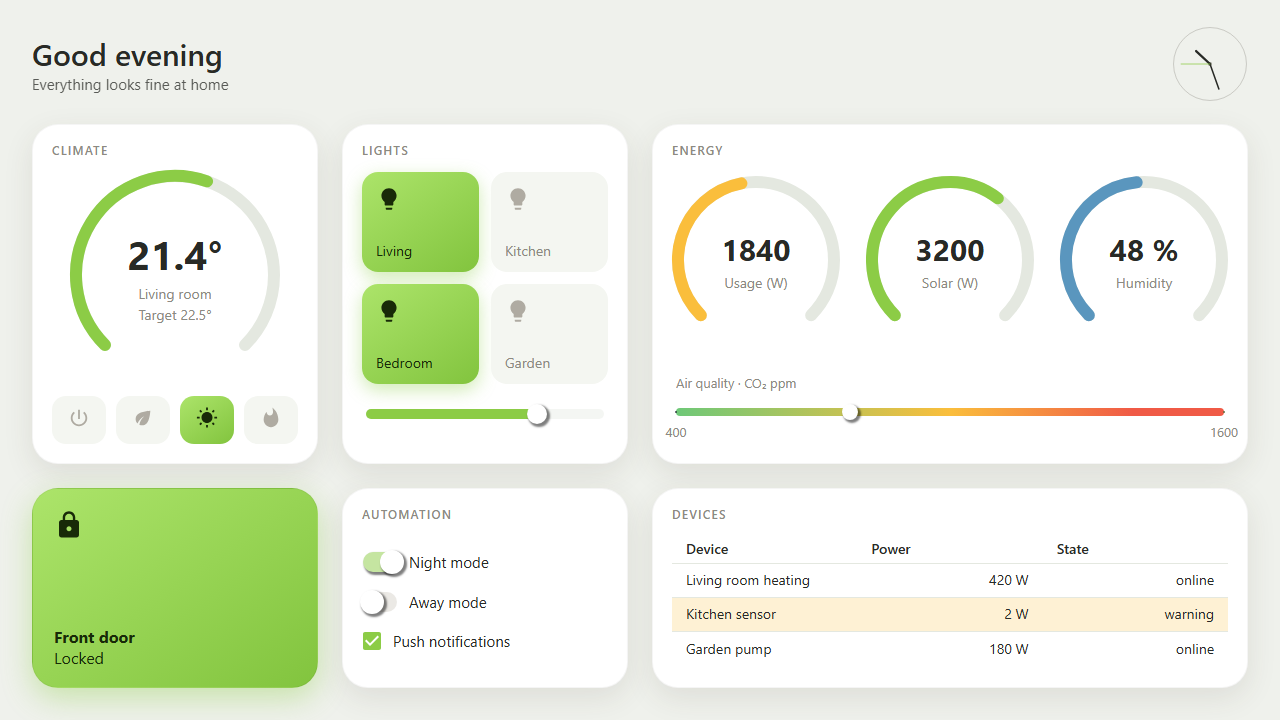 Good evening
Everything looks fine at home
CLIMATE
21.4°
Living room
Target 22.5°
LIGHTS
Living
Kitchen
Bedroom
Garden
ENERGY
1840
Usage (W)
3200
Solar (W)
48 %
Humidity
Air quality · CO₂ ppm
400
1600
Front door
Locked
AUTOMATION
Night mode
Away mode
Push notifications
DEVICES
Device Power State
Living room heating 420 W online
Kitchen sensor 2 W warning
Garden pump 180 W online